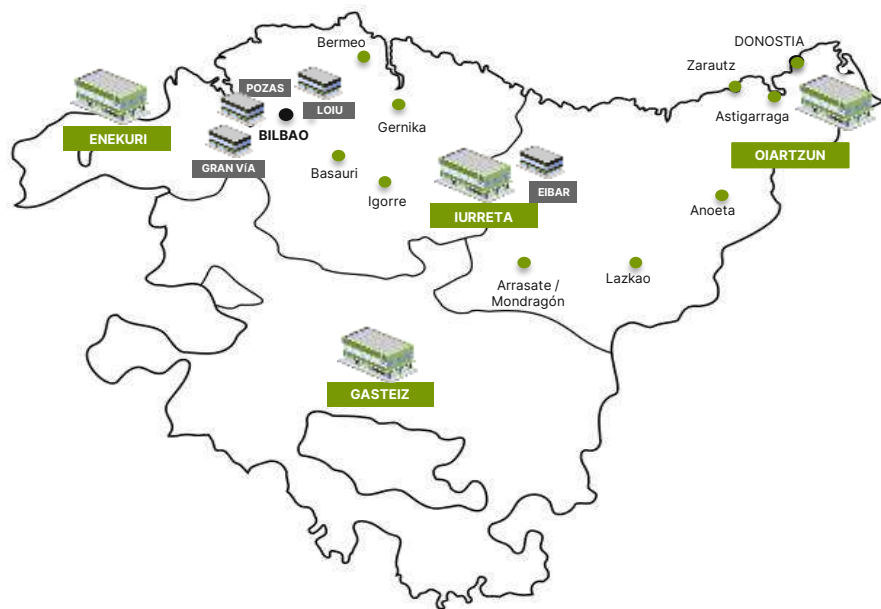 Bermeo
DONOSTIA
Zarautz
POZAS
LOIU
Astigarraga
Gernika
BILBAO
ENEKURI
GRAN VíA
Basauri
OIARTZUN
EIBAR
Igorre
IURRETA
Anoeta
Arrasate /
Mondragón
Lazkao
GASTEIZ